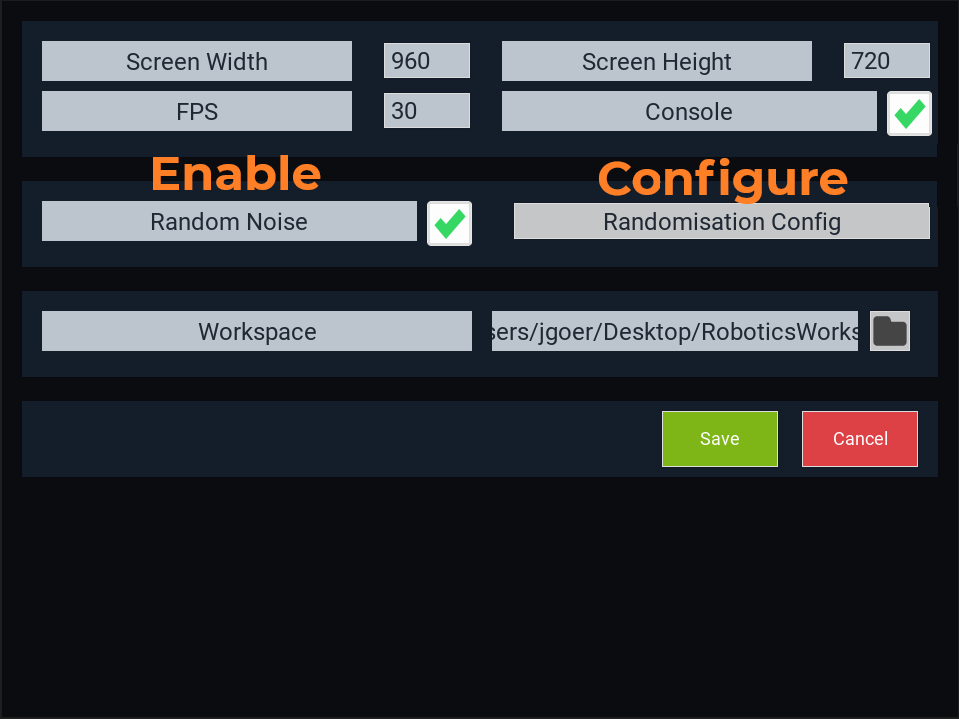 Screen Width 960 Screen Height 720
FPS 30 Console
Enable Configure
Random Noise Randomisation Config
Workspace sers/jgoer/Desktop/RoboticsWorks
Save Cancel